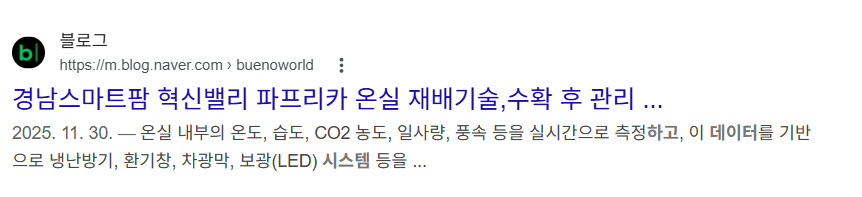 블로그
https://m.blog.naver.com › buenoworld
경남스마트팜 혁신밸리 파프리카 온실 재배기술,수확 후 관리 ...
2025. 11. 30. — 온실 내부의 온도, 습도, CO2 농도, 일사량, 풍속 등을 실시간으로 측정하고, 이 데이터를 기반
으로 냉난방기, 환기창, 차광막, 보광(LED) 시스템 등을 ...